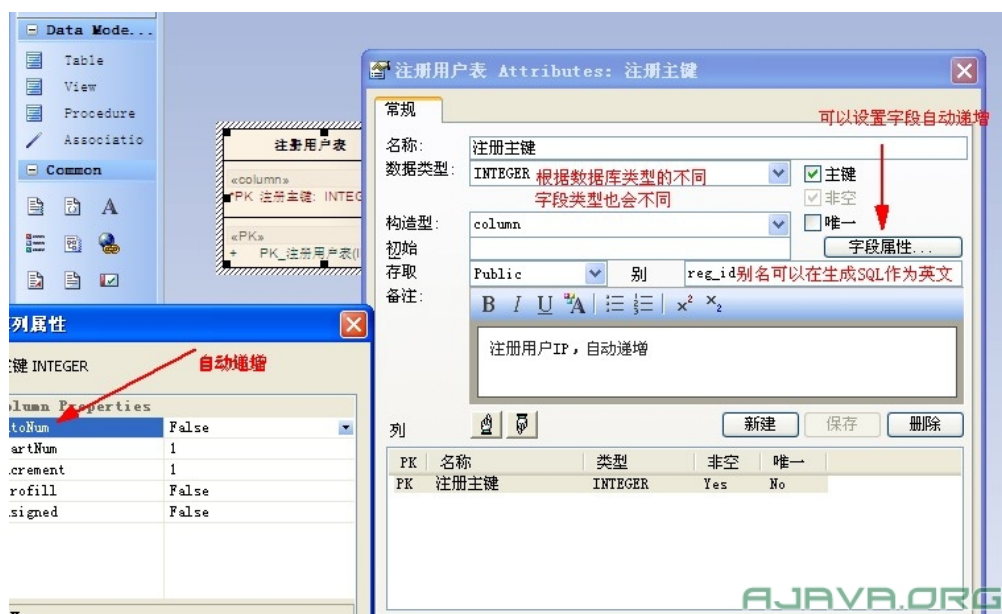 Data Mode...
Table
View
Procedure
Associatio
Common
A
注册用户表
«column»
*PK 注册主键: INTEG
«PK»
+ PK_注册用户表(I
注册用户表 Attributes: 注册主键
常规
可以设置字段自动递增
名称: 注册主键
数据类型: INTEGER 根据数据库类型的不同 主键
字段类型也会不同 非空
构造型: column 唯一
初始 字段属性...
存取 Public 别 reg_id 别名可以在生成SQL作为英文
备注: B I U A x² x₂
注册用户IP，自动递增
列 新建 保存 删除
PK 名称 类型 非空 唯一
PK 注册主键 INTEGER Yes No
列属性
主键 INTEGER 自动递增
olumn Properties
toNum False
artNum 1
crement 1
rofill False
signed False
AJAVA.ORG